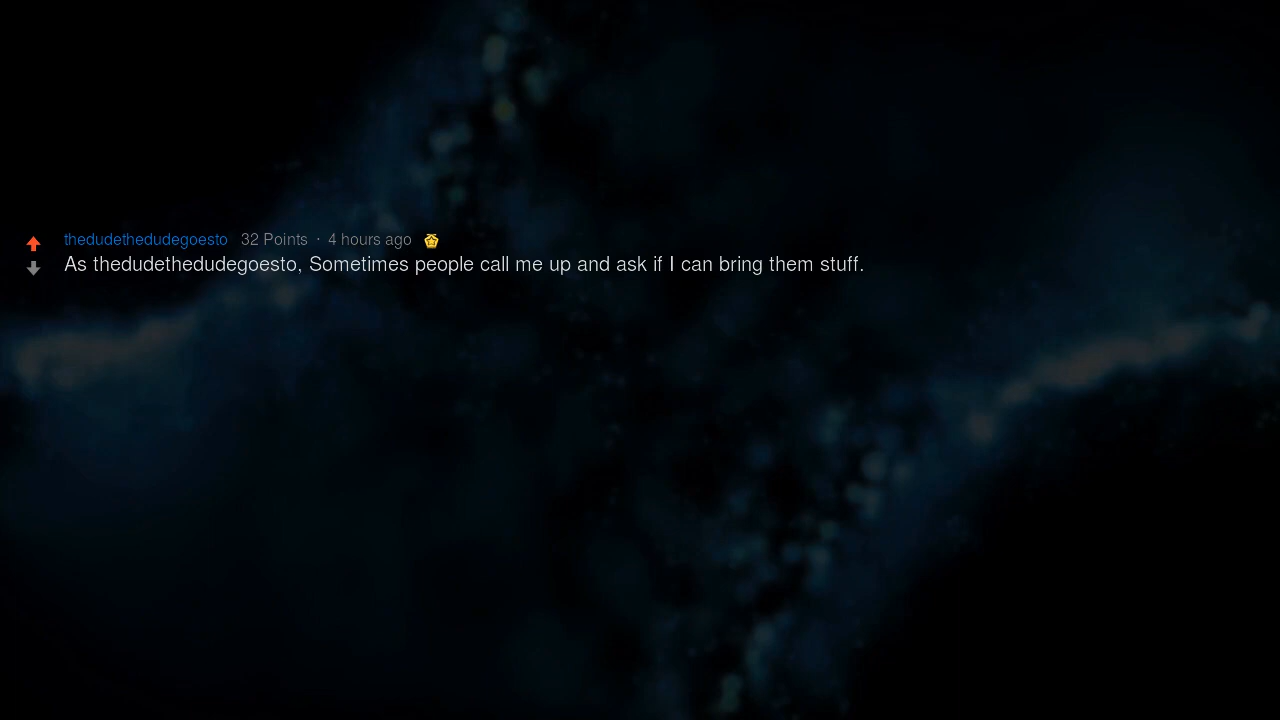 thedudethedudegoesto 32 Points · 4 hours ago
As thedudethedudegoesto, Sometimes people call me up and ask if I can bring them stuff.